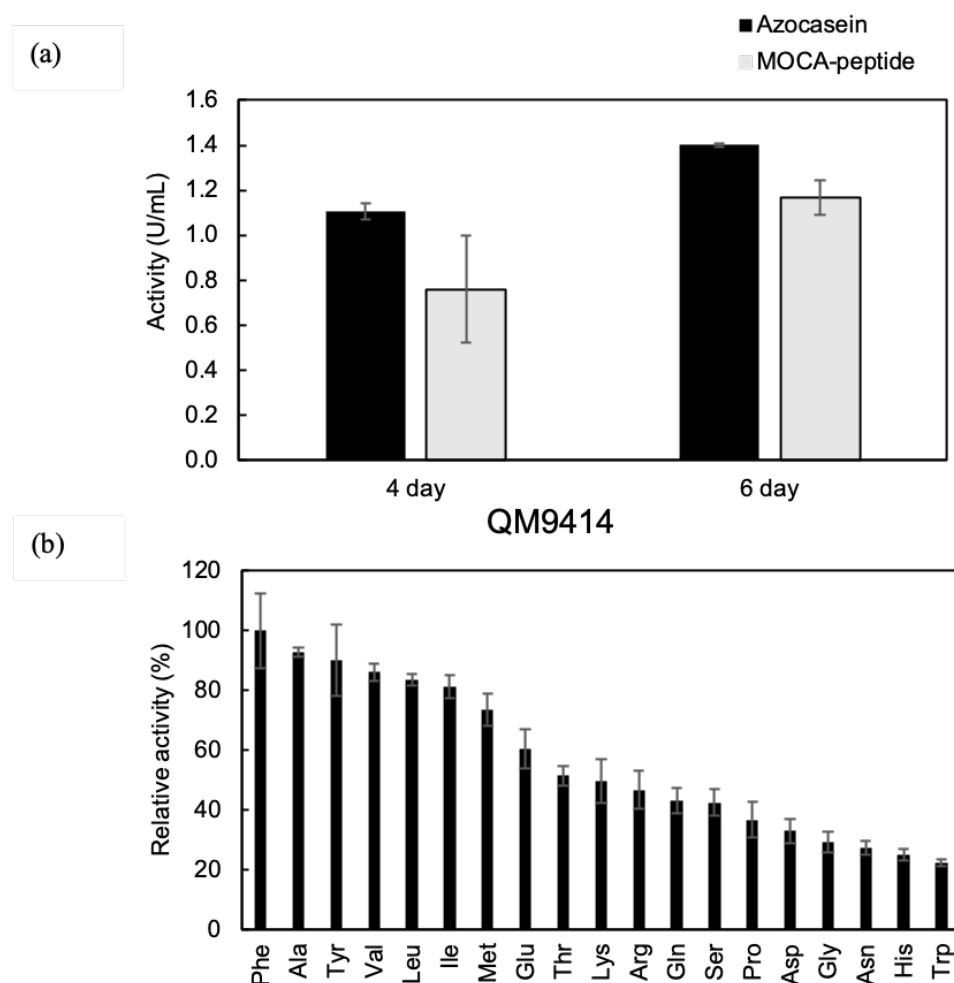 (a)
■ Azocasein
□ MOCA-peptide
Activity (U/mL)
1.6
1.4
1.2
1.0
0.8
0.6
0.4
0.2
0.0
4 day
6 day
QM9414
(b)
Relative activity (%)
120
100
80
60
40
20
0
Phe
Ala
Tyr
Val
Leu
Ile
Met
Glu
Thr
Lys
Arg
Gln
Ser
Pro
Asp
Gly
Asn
His
Trp